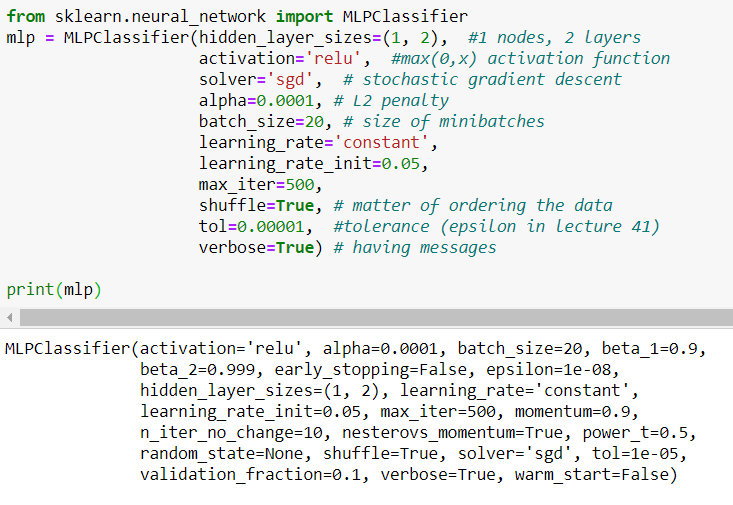 from sklearn.neural_network import MLPClassifier
mlp = MLPClassifier(hidden_layer_sizes=(1, 2),  #1 nodes, 2 layers
                    activation='relu',  #max(0,x) activation function
                    solver='sgd',  # stochastic gradient descent
                    alpha=0.0001, # L2 penalty
                    batch_size=20, # size of minibatches
                    learning_rate='constant',
                    learning_rate_init=0.05,
                    max_iter=500,
                    shuffle=True, # matter of ordering the data
                    tol=0.00001,  #tolerance (epsilon in lecture 41)
                    verbose=True) # having messages

print(mlp)
MLPClassifier(activation='relu', alpha=0.0001, batch_size=20, beta_1=0.9,
              beta_2=0.999, early_stopping=False, epsilon=1e-08,
              hidden_layer_sizes=(1, 2), learning_rate='constant',
              learning_rate_init=0.05, max_iter=500, momentum=0.9,
              n_iter_no_change=10, nesterovs_momentum=True, power_t=0.5,
              random_state=None, shuffle=True, solver='sgd', tol=1e-05,
              validation_fraction=0.1, verbose=True, warm_start=False)